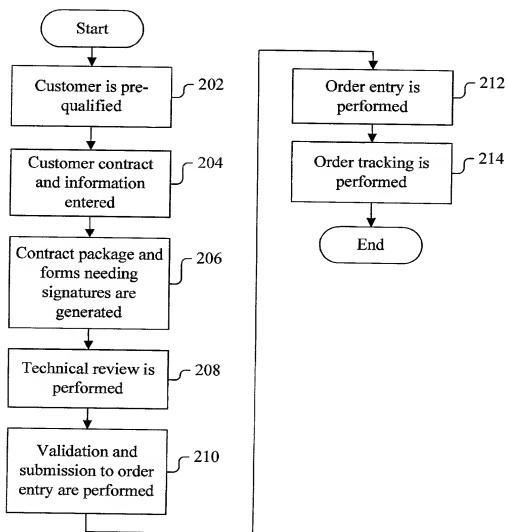 Start
Customer is pre-
qualified
202
Customer contract
and information
entered
204
Contract package and
forms needing
signatures are
generated
206
Technical review is
performed
208
Validation and
submission to order
entry are performed
210
Order entry is
performed
212
Order tracking is
performed
214
End